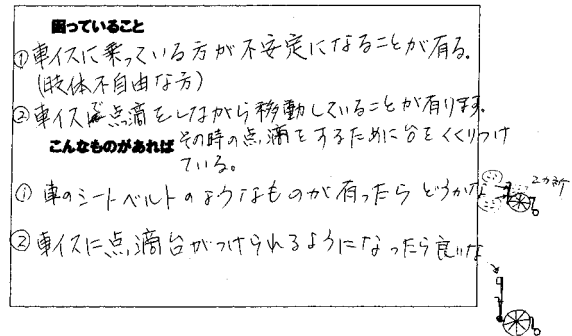 困っていること
①車イスに乗っている方が不安定になることが有る。
(肢体不自由な方)
②車イスで点滴をしながら移動していることが有ります。
その時の点滴をするために台をくくりつけ
ている。
こんなものがあれば
①車のシートベルトのようなものが有ったらどうかな
2カ所
②車イスに点滴台がつけられるようになったら良いな